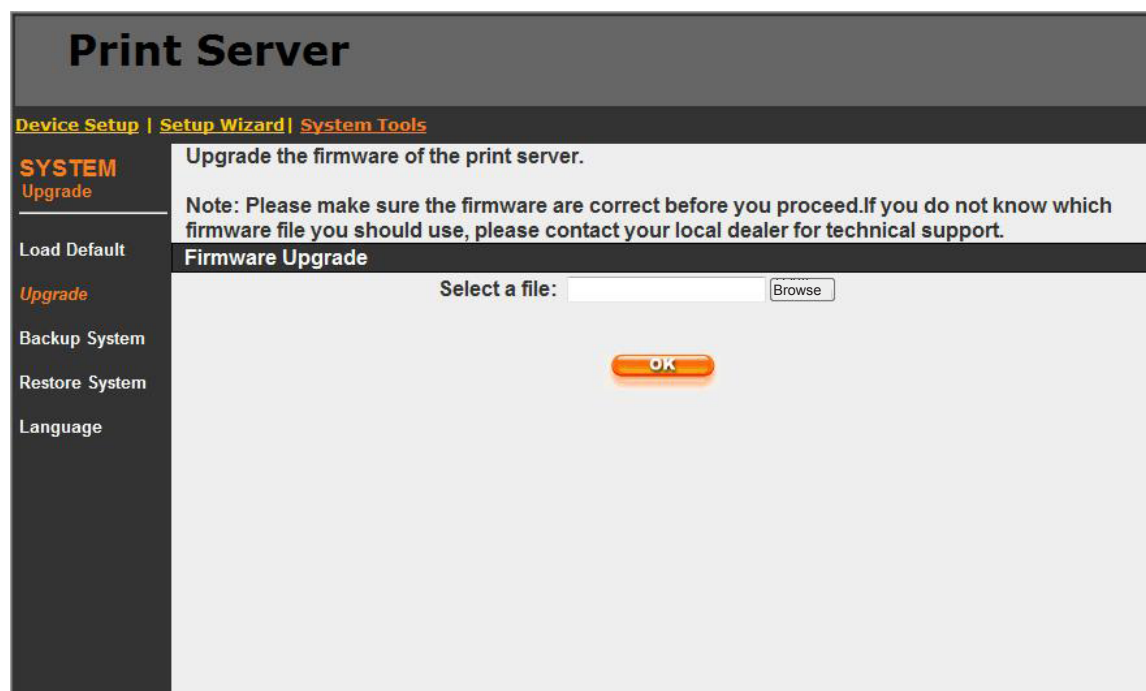 Print Server
Device Setup | Setup Wizard| System Tools
SYSTEM
Upgrade
Load Default
Upgrade
Backup System
Restore System
Language
Upgrade the firmware of the print server.
Note: Please make sure the firmware are correct before you proceed.If you do not know which
firmware file you should use, please contact your local dealer for technical support.
Firmware Upgrade
Select a file:
Browse
OK